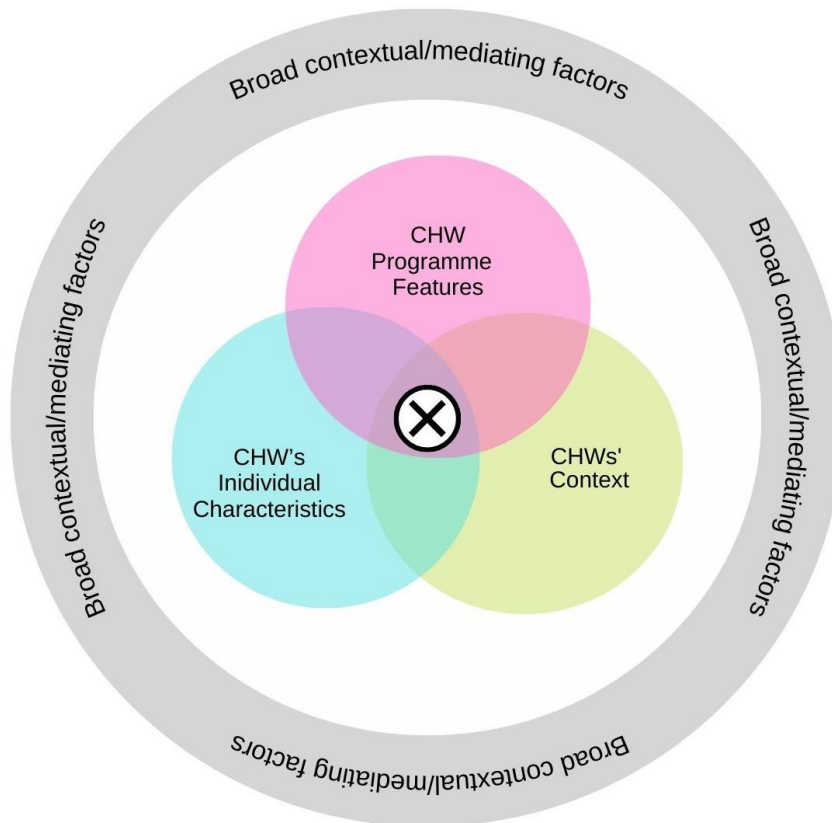 Broad contextual/mediating factors
Broad contextual/mediating factors
Broad contextual/mediating factors
CHW
Programme
Features
CHW’s
Inidividual
Characteristics
CHWs'
Context
Broad contextual/mediating factors